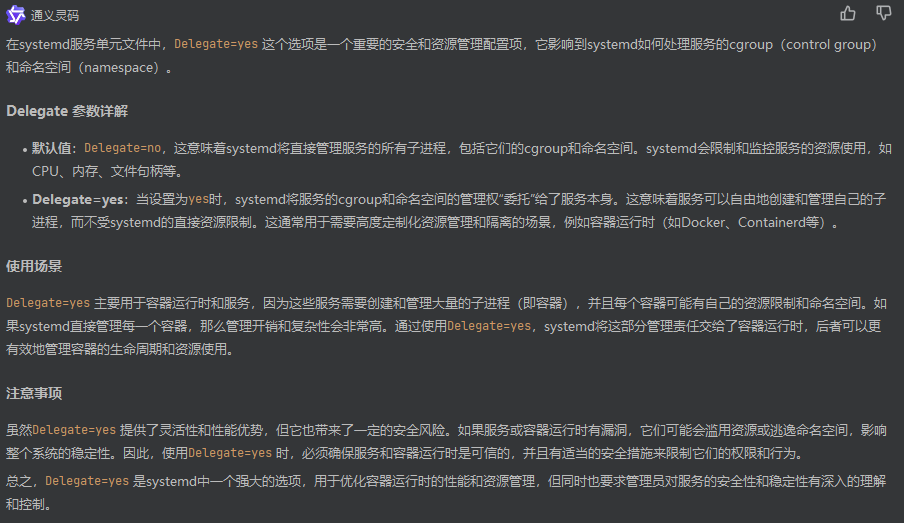 通义灵码
在systemd服务单元文件中，Delegate=yes 这个选项是一个重要的安全和资源管理配置项，它影响到systemd如何处理服务的cgroup（control group）
和命名空间（namespace）。
Delegate 参数详解
• 默认值：Delegate=no，这意味着systemd将直接管理服务的所有子进程，包括它们的cgroup和命名空间。systemd会限制和监控服务的资源使用，如
CPU、内存、文件句柄等。
• Delegate=yes：当设置为yes时，systemd将服务的cgroup和命名空间的管理权"委托"给了服务本身。这意味着服务可以自由地创建和管理自己的子
进程，而不受systemd的直接资源限制。这通常用于需要高度定制化资源管理和隔离的场景，例如容器运行时（如Docker、Containerd等）。
使用场景
Delegate=yes 主要用于容器运行时和服务，因为这些服务需要创建和管理大量的子进程（即容器），并且每个容器可能有自己的资源限制和命名空间。如
果systemd直接管理每一个容器，那么管理开销和复杂性会非常高。通过使用Delegate=yes，systemd将这部分管理责任交给了容器运行时，后者可以更
有效地管理容器的生命周期和资源使用。
注意事项
虽然Delegate=yes 提供了灵活性和性能优势，但它也带来了一定的安全风险。如果服务或容器运行时有漏洞，它们可能会滥用资源或逃逸命名空间，影响
整个系统的稳定性。因此，使用Delegate=yes 时，必须确保服务和容器运行时是可信的，并且有适当的安全措施来限制它们的权限和行为。
总之，Delegate=yes 是systemd中一个强大的选项，用于优化容器运行时的性能和资源管理，但同时也要求管理员对服务的安全性和稳定性有深入的理解
和控制。